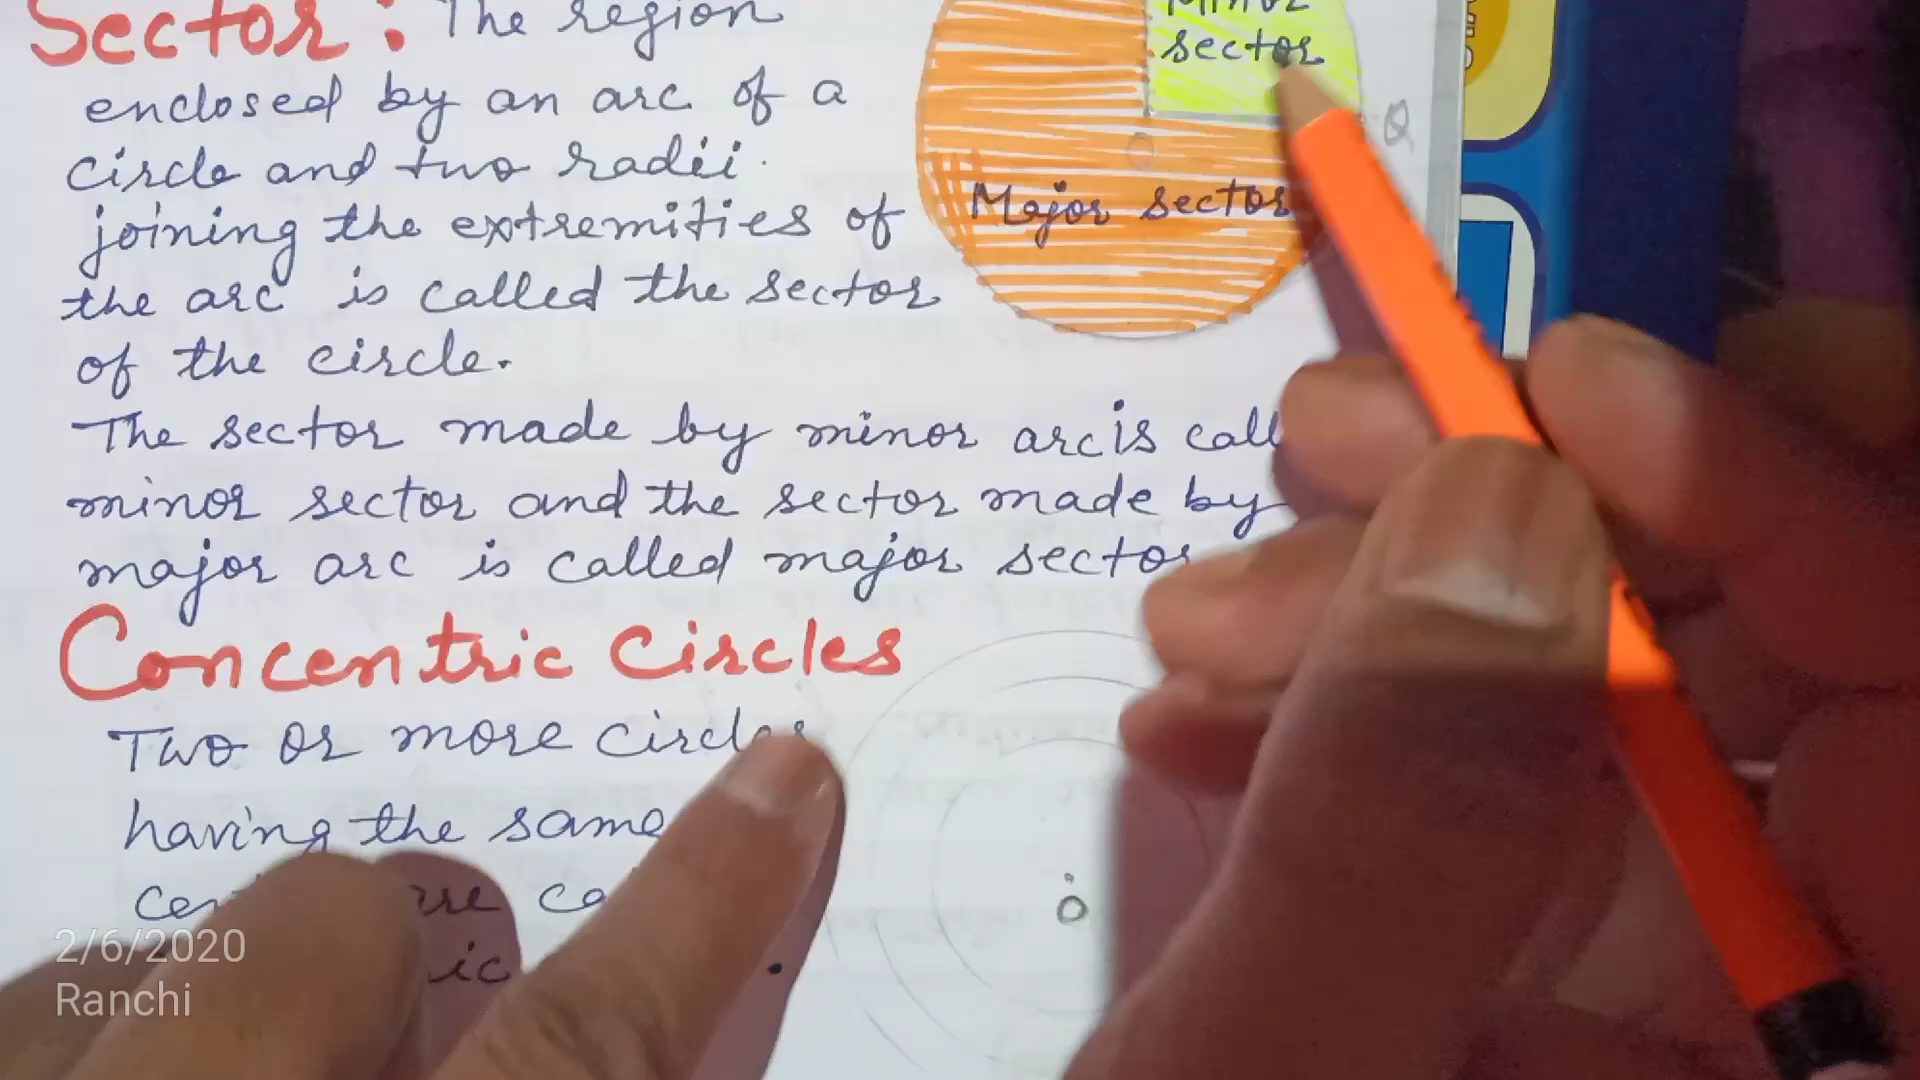 Sector: The region
enclosed by an arc of a
circle and two radii
joining the extremities of
the arc is called the sector
of the circle.
Minor
sector
Q
O
Major sector
The sector made by minor arc is call
minor sector and the sector made by
major arc is called major sector
Concentric Circles
Two or more circles
having the same
are
O
2/6/2020
Ranchi